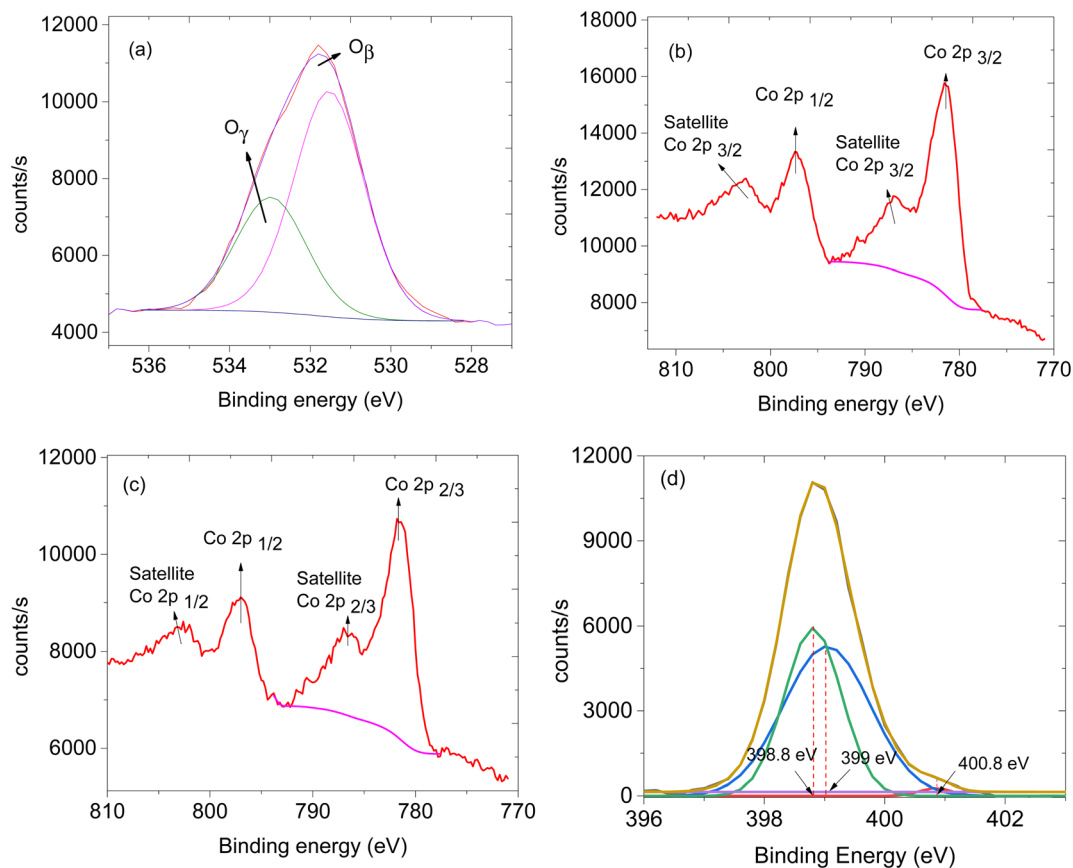 (a)
O β
O γ
12000
10000
8000
6000
4000
counts/s
536 534 532 530 528
Binding energy (eV)
(b)
Co 2p 3/2
Co 2p 1/2
Satellite
Co 2p 3/2
Satellite
Co 2p 3/2
18000
16000
14000
12000
10000
8000
counts/s
810 800 790 780 770
Binding energy (eV)
(c)
Co 2p 2/3
Co 2p 1/2
Satellite
Co 2p 1/2
Satellite
Co 2p 2/3
12000
10000
8000
6000
counts/s
810 800 790 780 770
Binding energy (eV)
(d)
12000
9000
6000
3000
0
counts/s
398.8 eV
399 eV
400.8 eV
396 398 400 402
Binding Energy (eV)